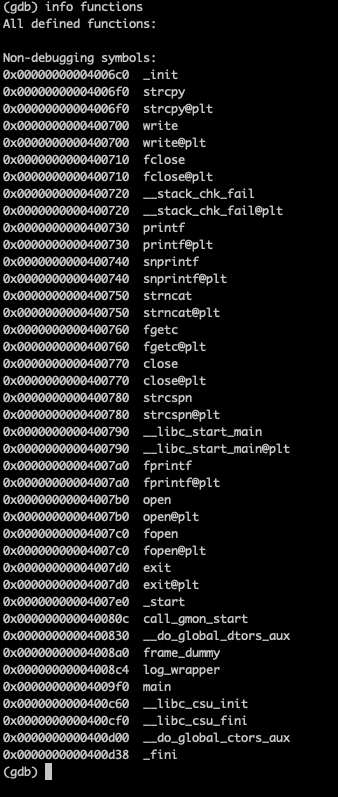 (gdb) info functions
All defined functions:
Non-debugging symbols:
0x00000000004006c0 _init
0x00000000004006f0 strcpy
0x00000000004006f0 strcpy@plt
0x0000000000400700 write
0x0000000000400700 write@plt
0x0000000000400710 fclose
0x0000000000400710 fclose@plt
0x0000000000400720 __stack_chk_fail
0x0000000000400720 __stack_chk_fail@plt
0x0000000000400730 printf
0x0000000000400730 printf@plt
0x0000000000400740 snprintf
0x0000000000400740 snprintf@plt
0x0000000000400750 strncat
0x0000000000400750 strncat@plt
0x0000000000400760 fgetc
0x0000000000400760 fgetc@plt
0x0000000000400770 close
0x0000000000400770 close@plt
0x0000000000400780 strcspn
0x0000000000400780 strcspn@plt
0x0000000000400790 __libc_start_main
0x0000000000400790 __libc_start_main@plt
0x00000000004007a0 fprintf
0x00000000004007a0 fprintf@plt
0x00000000004007b0 open
0x00000000004007b0 open@plt
0x00000000004007c0 fopen
0x00000000004007c0 fopen@plt
0x00000000004007d0 exit
0x00000000004007d0 exit@plt
0x00000000004007e0 _start
0x000000000040080c call_gmon_start
0x0000000000400830 __do_global_dtors_aux
0x00000000004008a0 frame_dummy
0x00000000004008c4 log_wrapper
0x00000000004009f0 main
0x0000000000400c60 __libc_csu_init
0x0000000000400cf0 __libc_csu_fini
0x0000000000400d00 __do_global_ctors_aux
0x0000000000400d38 _fini
(gdb)